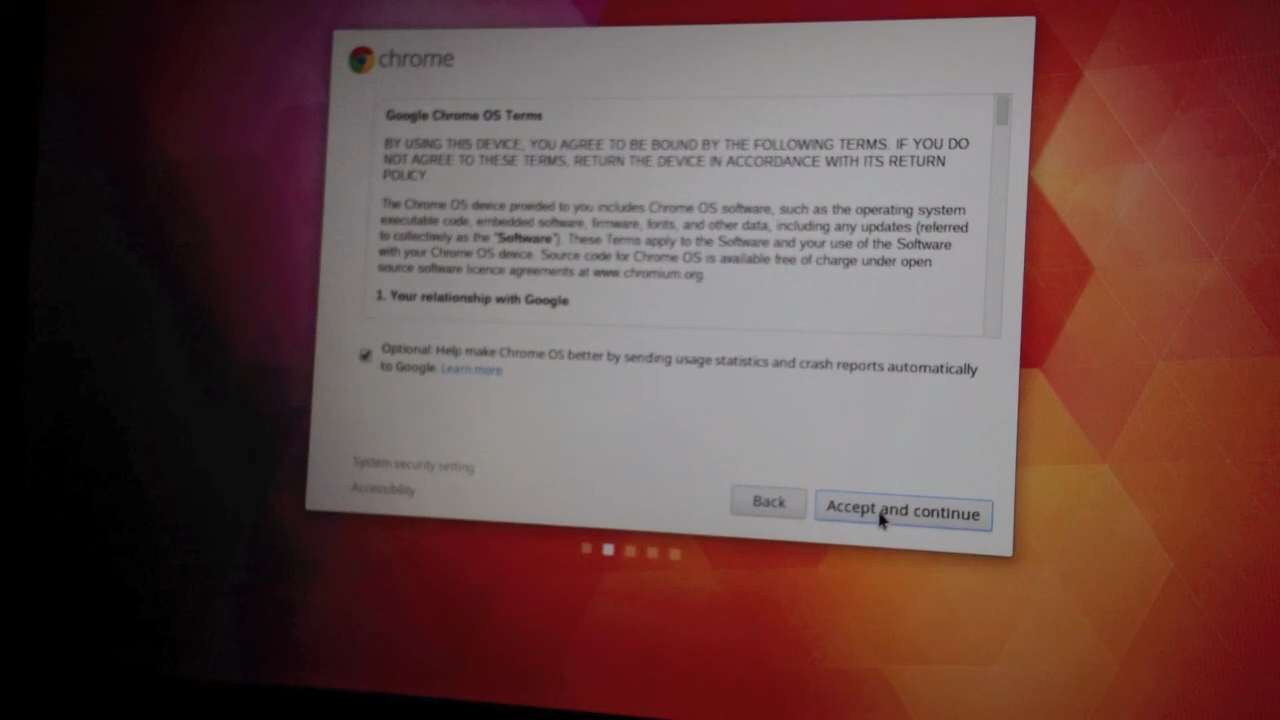 chrome
Google Chrome OS Terms
BY USING THIS DEVICE, YOU AGREE TO BE BOUND BY THE FOLLOWING TERMS. IF YOU DO
NOT AGREE TO THESE TERMS, RETURN THE DEVICE IN ACCORDANCE WITH ITS RETURN
POLICY.
The Chrome OS device provided to you includes Chrome OS software, such as the operating system
executable code, embedded software, firmware, fonts, and other data, including any updates (referred
to collectively as the "Software"). These Terms apply to the Software and your use of the Software
with your Chrome OS device. Source code for Chrome OS is available free of charge under open
source software licence agreements at www.chromium.org.
1. Your relationship with Google
Optional: Help make Chrome OS better by sending usage statistics and crash reports automatically
to Google. Learn more
System security setting
Accessibility
Back
Accept and continue